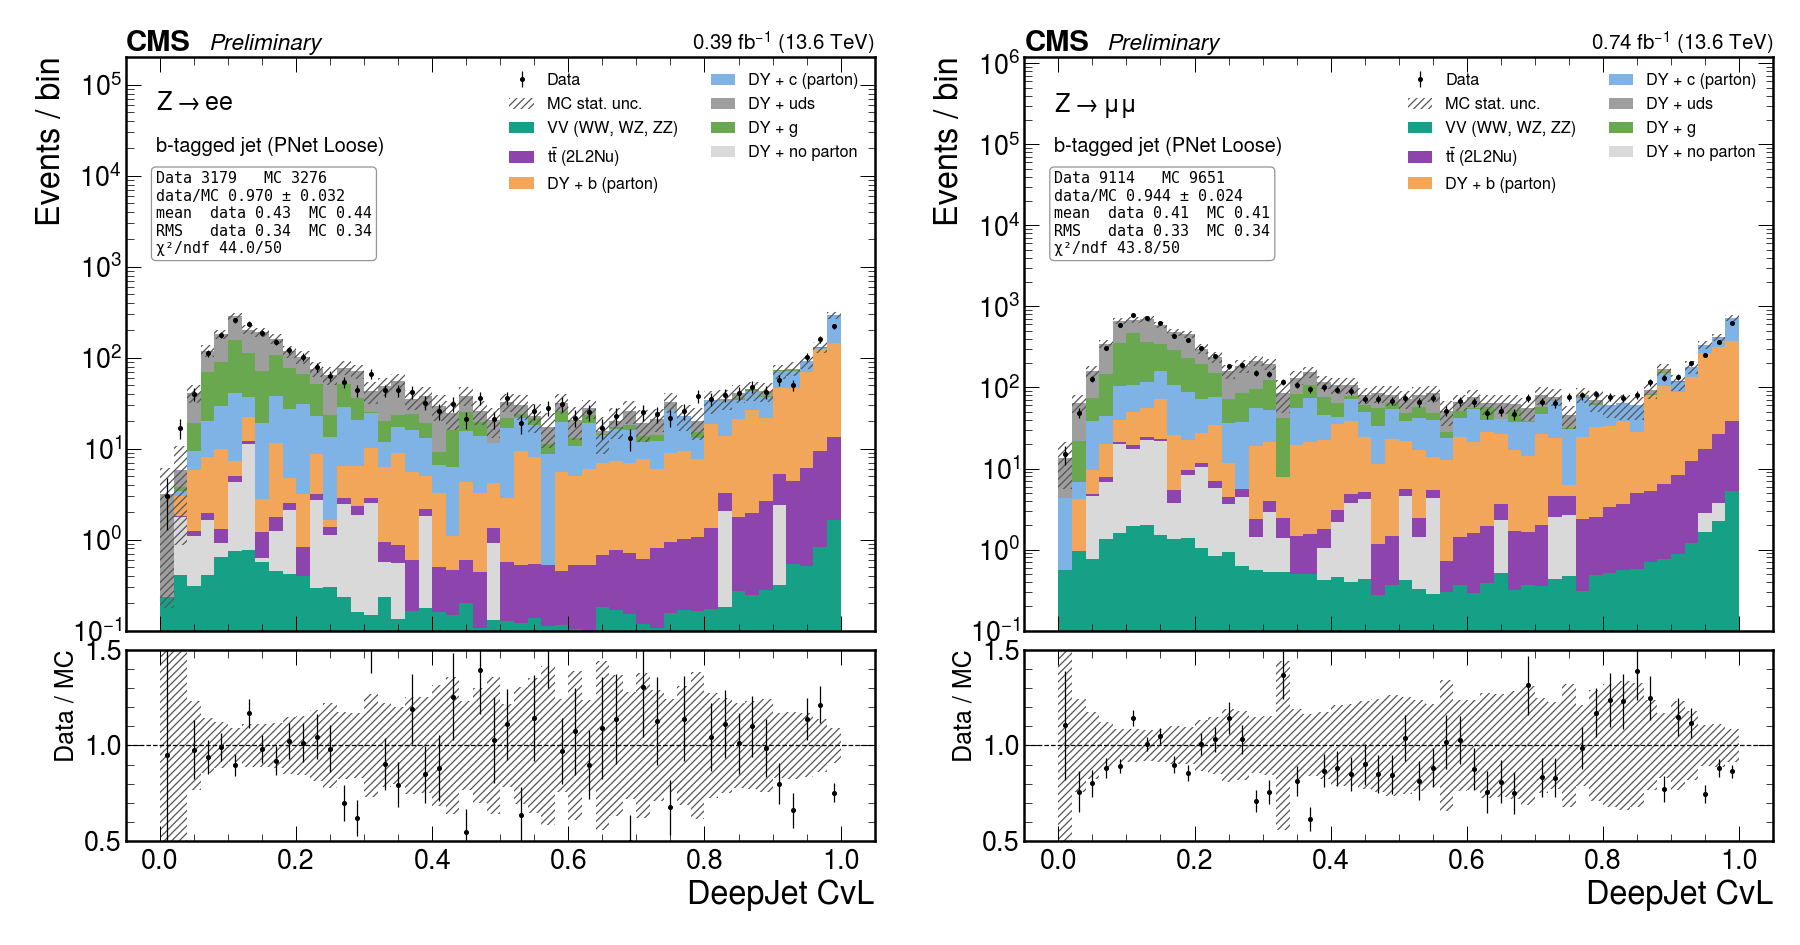 CMS Preliminary 0.39 fb⁻¹ (13.6 TeV)
Events / bin
10⁵
10⁴
10³
10²
10¹
10⁰
10⁻¹
Z → ee
b-tagged jet (PNet Loose)
Data 3179 MC 3276
data/MC 0.970 ± 0.032
mean data 0.43 MC 0.44
RMS data 0.34 MC 0.34
χ²/ndf 44.0/50
Data
MC stat. unc.
VV (WW, WZ, ZZ)
tt̄ (2L2Nu)
DY + b (parton)
DY + c (parton)
DY + uds
DY + g
DY + no parton
Data / MC
1.5
1.0
0.5
0.0 0.2 0.4 0.6 0.8 1.0
DeepJet CvL
CMS Preliminary 0.74 fb⁻¹ (13.6 TeV)
Events / bin
10⁶
10⁵
10⁴
10³
10²
10¹
10⁰
10⁻¹
Z → μμ
b-tagged jet (PNet Loose)
Data 9114 MC 9651
data/MC 0.944 ± 0.024
mean data 0.41 MC 0.41
RMS data 0.33 MC 0.34
χ²/ndf 43.8/50
Data
MC stat. unc.
VV (WW, WZ, ZZ)
tt̄ (2L2Nu)
DY + b (parton)
DY + c (parton)
DY + uds
DY + g
DY + no parton
Data / MC
1.5
1.0
0.5
0.0 0.2 0.4 0.6 0.8 1.0
DeepJet CvL